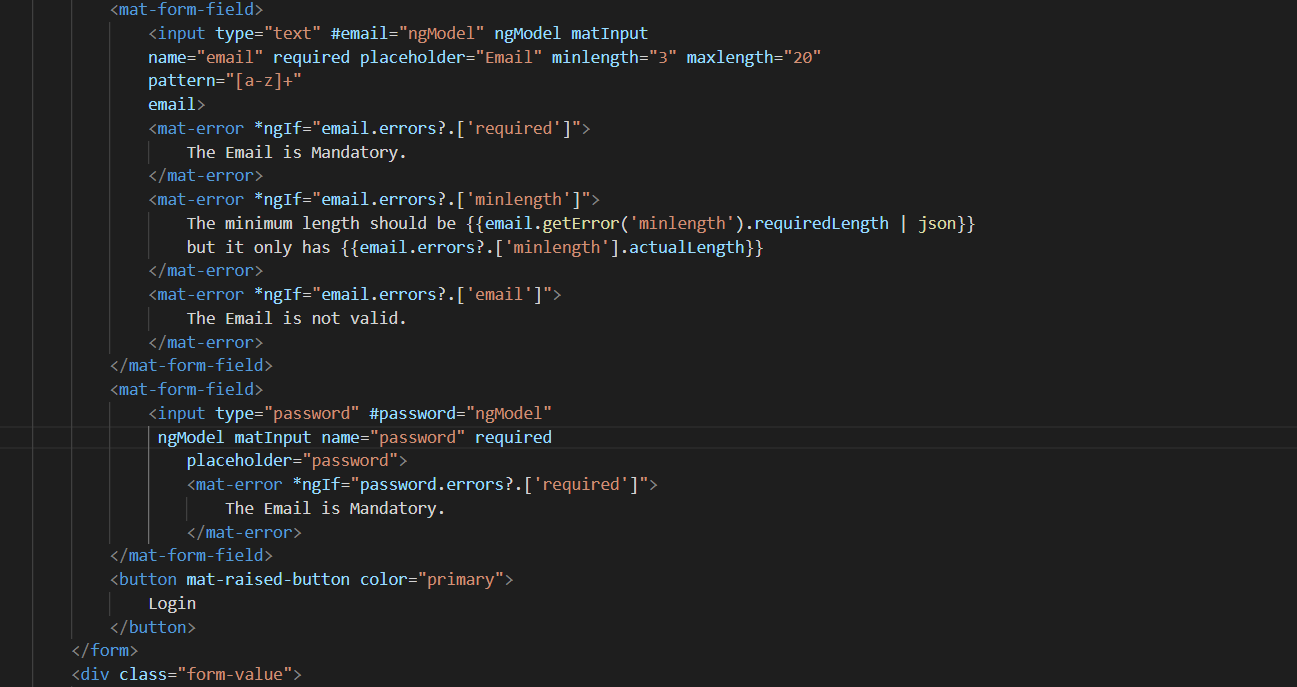 <mat-form-field>
<input type="text" #email="ngModel" ngModel matInput
name="email" required placeholder="Email" minlength="3" maxlength="20"
pattern="[a-z]+"
email>
<mat-error *ngIf="email.errors?.['required']">
The Email is Mandatory.
</mat-error>
<mat-error *ngIf="email.errors?.['minlength']">
The minimum length should be {{email.getError('minlength').requiredLength | json}}
but it only has {{email.errors?.['minlength'].actualLength}}
</mat-error>
<mat-error *ngIf="email.errors?.['email']">
The Email is not valid.
</mat-error>
</mat-form-field>
<mat-form-field>
<input type="password" #password="ngModel"
ngModel matInput name="password" required
placeholder="password">
<mat-error *ngIf="password.errors?.['required']">
The Email is Mandatory.
</mat-error>
</mat-form-field>
<button mat-raised-button color="primary">
Login
</button>
</form>
<div class="form-value">